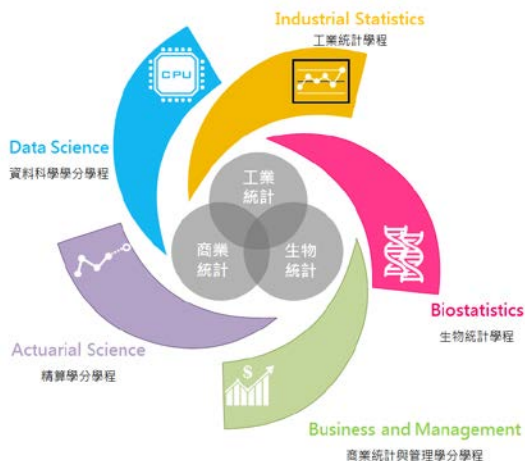 Industrial Statistics
工業統計學程
CPU
Data Science
資料科學學分學程
工業
統計
商業
統計
生物
統計
Biostatistics
生物統計學程
Actuarial Science
精算學分學程
$
Business and Management
商業統計與管理學分學程